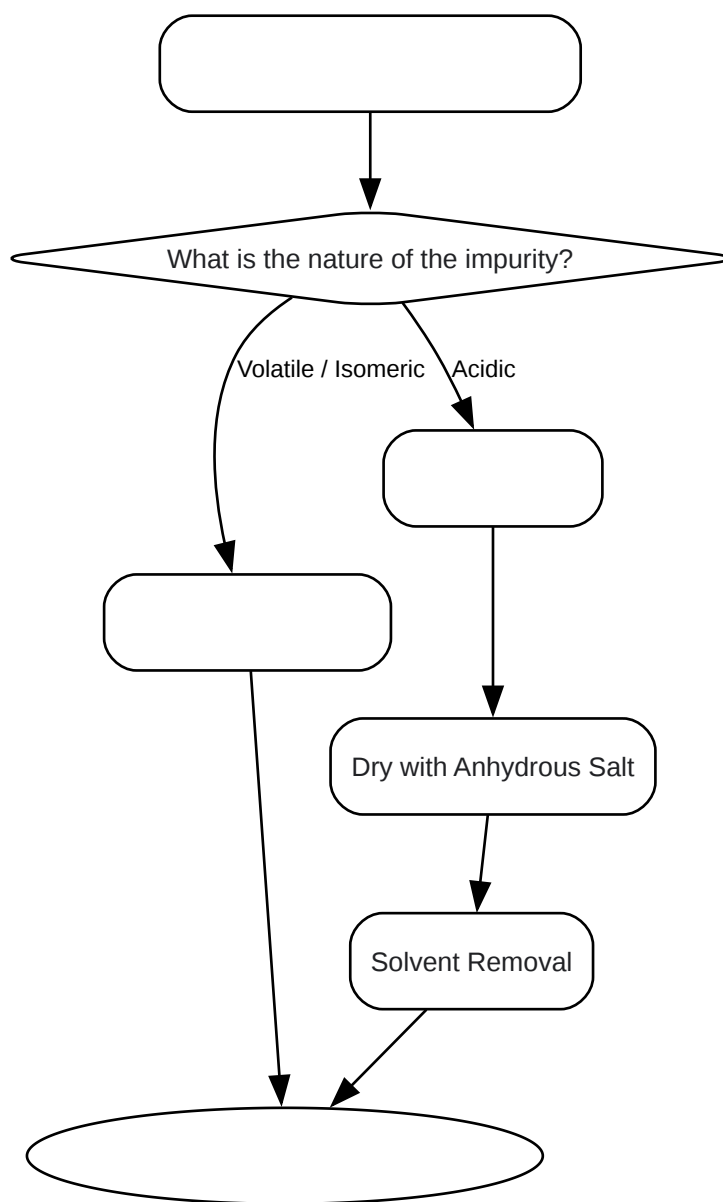 What is the nature of the impurity?
Volatile / Isomeric
Acidic
Dry with Anhydrous Salt
Solvent Removal